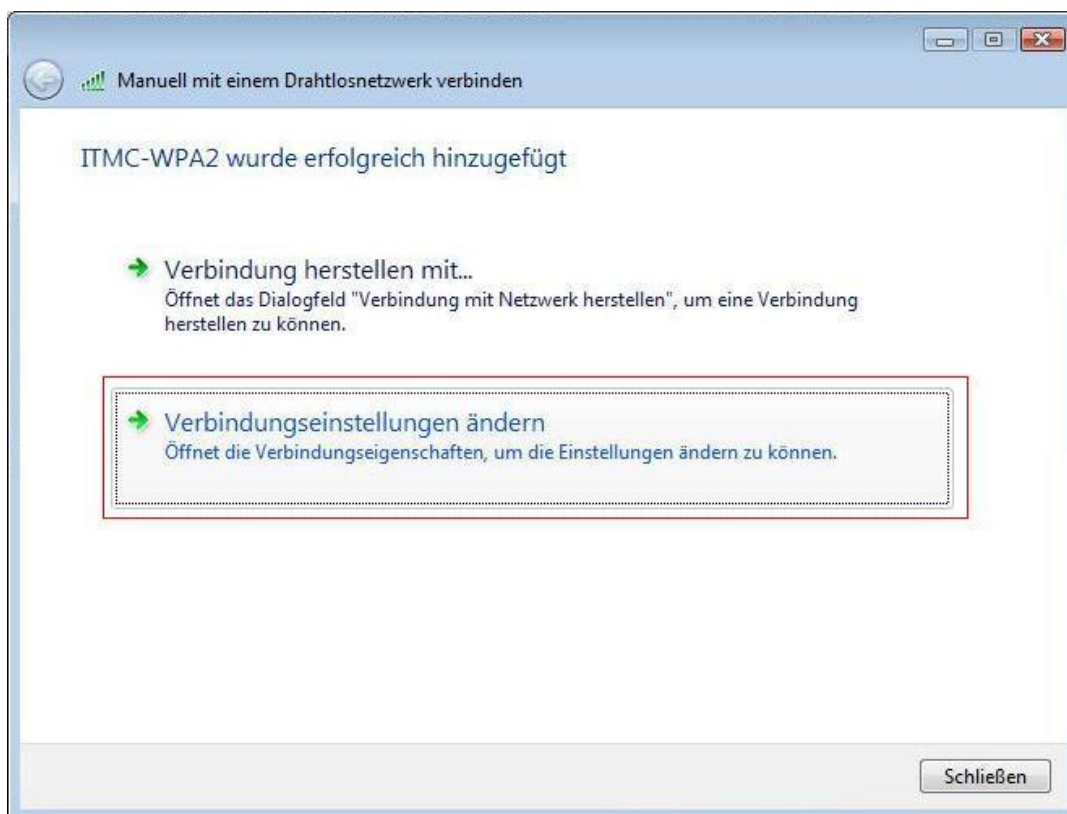 Manuell mit einem Drahtlosnetzwerk verbinden
ITMC-WPA2 wurde erfolgreich hinzugefügt
Verbindung herstellen mit...
Öffnet das Dialogfeld "Verbindung mit Netzwerk herstellen", um eine Verbindung
herstellen zu können.
Verbindungseinstellungen ändern
Öffnet die Verbindungseigenschaften, um die Einstellungen ändern zu können.
Schließen